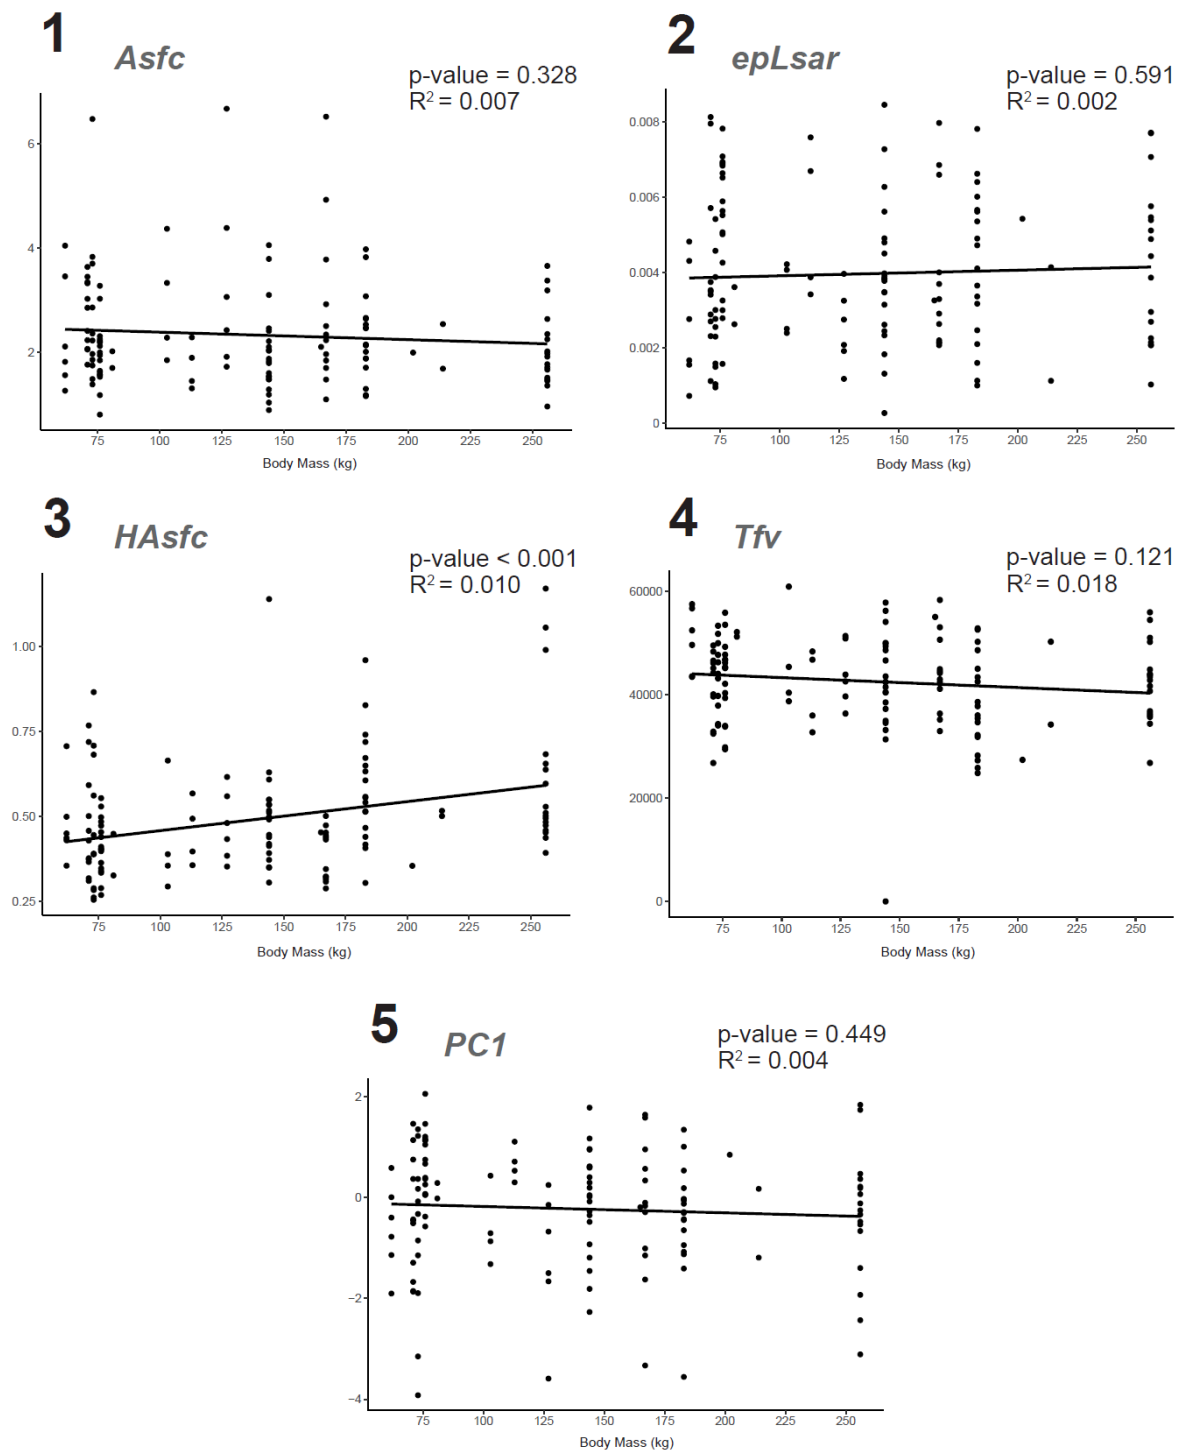 1
Asfc
p-value = 0.328
R² = 0.007
6
4
2
75 100 125 150 175 200 225 250
Body Mass (kg)
2
epLsar
p-value = 0.591
R² = 0.002
0.008
0.006
0.004
0.002
0
75 100 125 150 175 200 225 250
Body Mass (kg)
3
HAsfc
p-value < 0.001
R² = 0.010
1.00
0.75
0.50
0.25
75 100 125 150 175 200 225 250
Body Mass (kg)
4
Tfv
p-value = 0.121
R² = 0.018
60000
40000
20000
0
75 100 125 150 175 200 225 250
Body Mass (kg)
5
PC1
p-value = 0.449
R² = 0.004
2
0
−2
−4
75 100 125 150 175 200 225 250
Body Mass (kg)